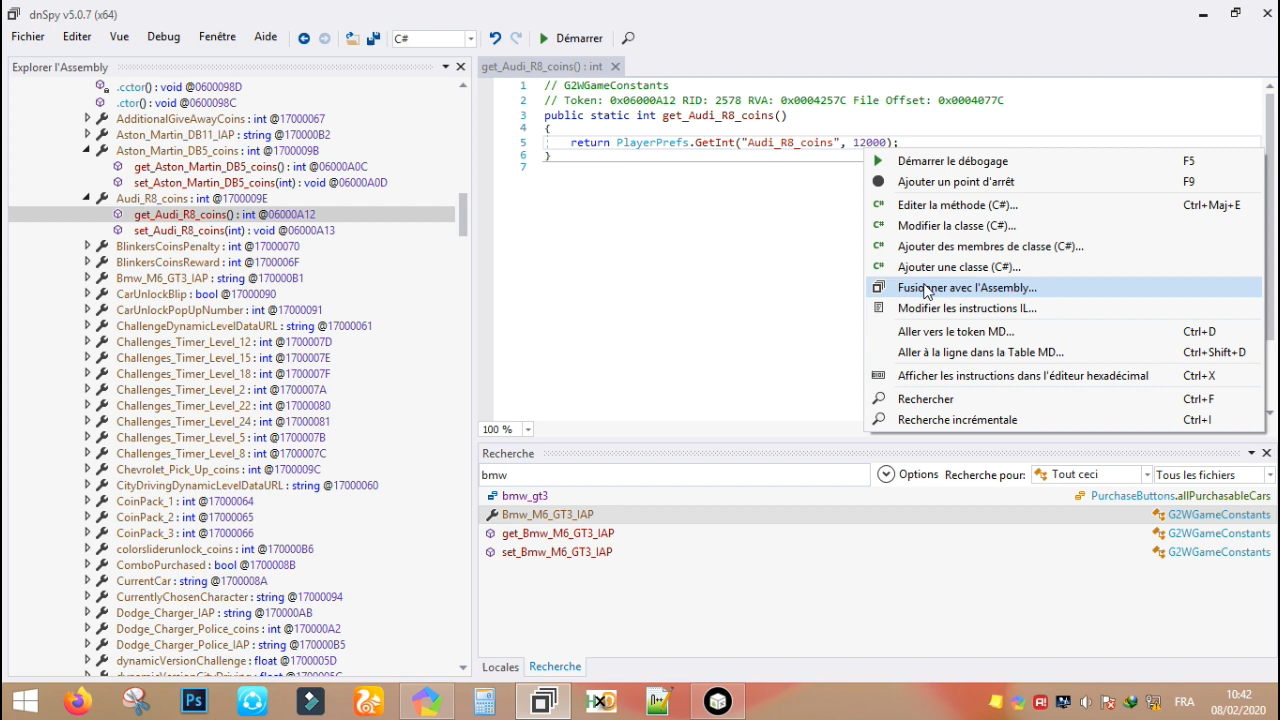 dnSpy v5.0.7 (x64)
Fichier Editer Vue Debug Fenêtre Aide C# Démarrer
Explorer l'Assembly
.cctor() : void @0600098D
.ctor() : void @0600098C
AdditionalGiveAwayCoins : int @17000067
Aston_Martin_DB11_IAP : string @170000B2
Aston_Martin_DB5_coins : int @1700009B
get_Aston_Martin_DB5_coins() : int @06000A0C
set_Aston_Martin_DB5_coins(int) : void @06000A0D
Audi_R8_coins : int @1700009E
get_Audi_R8_coins() : int @06000A12
set_Audi_R8_coins(int) : void @06000A13
BlinkersCoinsPenalty : int @17000070
BlinkersCoinsReward : int @1700006F
Bmw_M6_GT3_IAP : string @170000B1
CarUnlockBlip : bool @17000090
CarUnlockPopUpNumber : int @17000091
ChallengeDynamicLevelDataURL : string @17000061
Challenges_Timer_Level_12 : int @1700007D
Challenges_Timer_Level_15 : int @1700007E
Challenges_Timer_Level_18 : int @1700007F
Challenges_Timer_Level_2 : int @1700007A
Challenges_Timer_Level_22 : int @17000080
Challenges_Timer_Level_24 : int @17000081
Challenges_Timer_Level_5 : int @1700007B
Challenges_Timer_Level_8 : int @1700007C
Chevrolet_Pick_Up_coins : int @1700009C
CityDrivingDynamicLevelDataURL : string @17000060
CoinPack_1 : int @17000064
CoinPack_2 : int @17000065
CoinPack_3 : int @17000066
colorsliderunlock_coins : int @170000B6
ComboPurchased : bool @1700008B
CurrentCar : string @1700008A
CurrentlyChosenCharacter : string @17000094
Dodge_Charger_IAP : string @170000AB
Dodge_Charger_Police_coins : int @170000A2
Dodge_Charger_Police_IAP : string @170000B5
dynamicVersionChallenge : float @1700005D
get_Audi_R8_coins() : int
1 // G2WGameConstants
2 // Token: 0x06000A12 RID: 2578 RVA: 0x0004257C File Offset: 0x0004077C
3 public static int get_Audi_R8_coins()
4 {
5 return PlayerPrefs.GetInt("Audi_R8_coins", 12000);
6 }
7
Démarrer le débogage F5
Ajouter un point d'arrêt F9
Editer la méthode (C#)... Ctrl+Maj+E
Modifier la classe (C#)...
Ajouter des membres de classe (C#)...
Ajouter une classe (C#)...
Fusionner avec l'Assembly...
Modifier les instructions IL...
Aller vers le token MD... Ctrl+D
Aller à la ligne dans la Table MD... Ctrl+Shift+D
Afficher les instructions dans l'éditeur hexadécimal Ctrl+X
Rechercher Ctrl+F
Recherche incrémentale Ctrl+I
100 %
Recherche
bmw Options Recherche pour: Tout ceci Tous les fichiers
bmw_gt3 PurchaseButtons.allPurchasableCars
Bmw_M6_GT3_IAP G2WGameConstants
get_Bmw_M6_GT3_IAP G2WGameConstants
set_Bmw_M6_GT3_IAP G2WGameConstants
Locales Recherche
Ps HXD FRA 10:42
08/02/2020